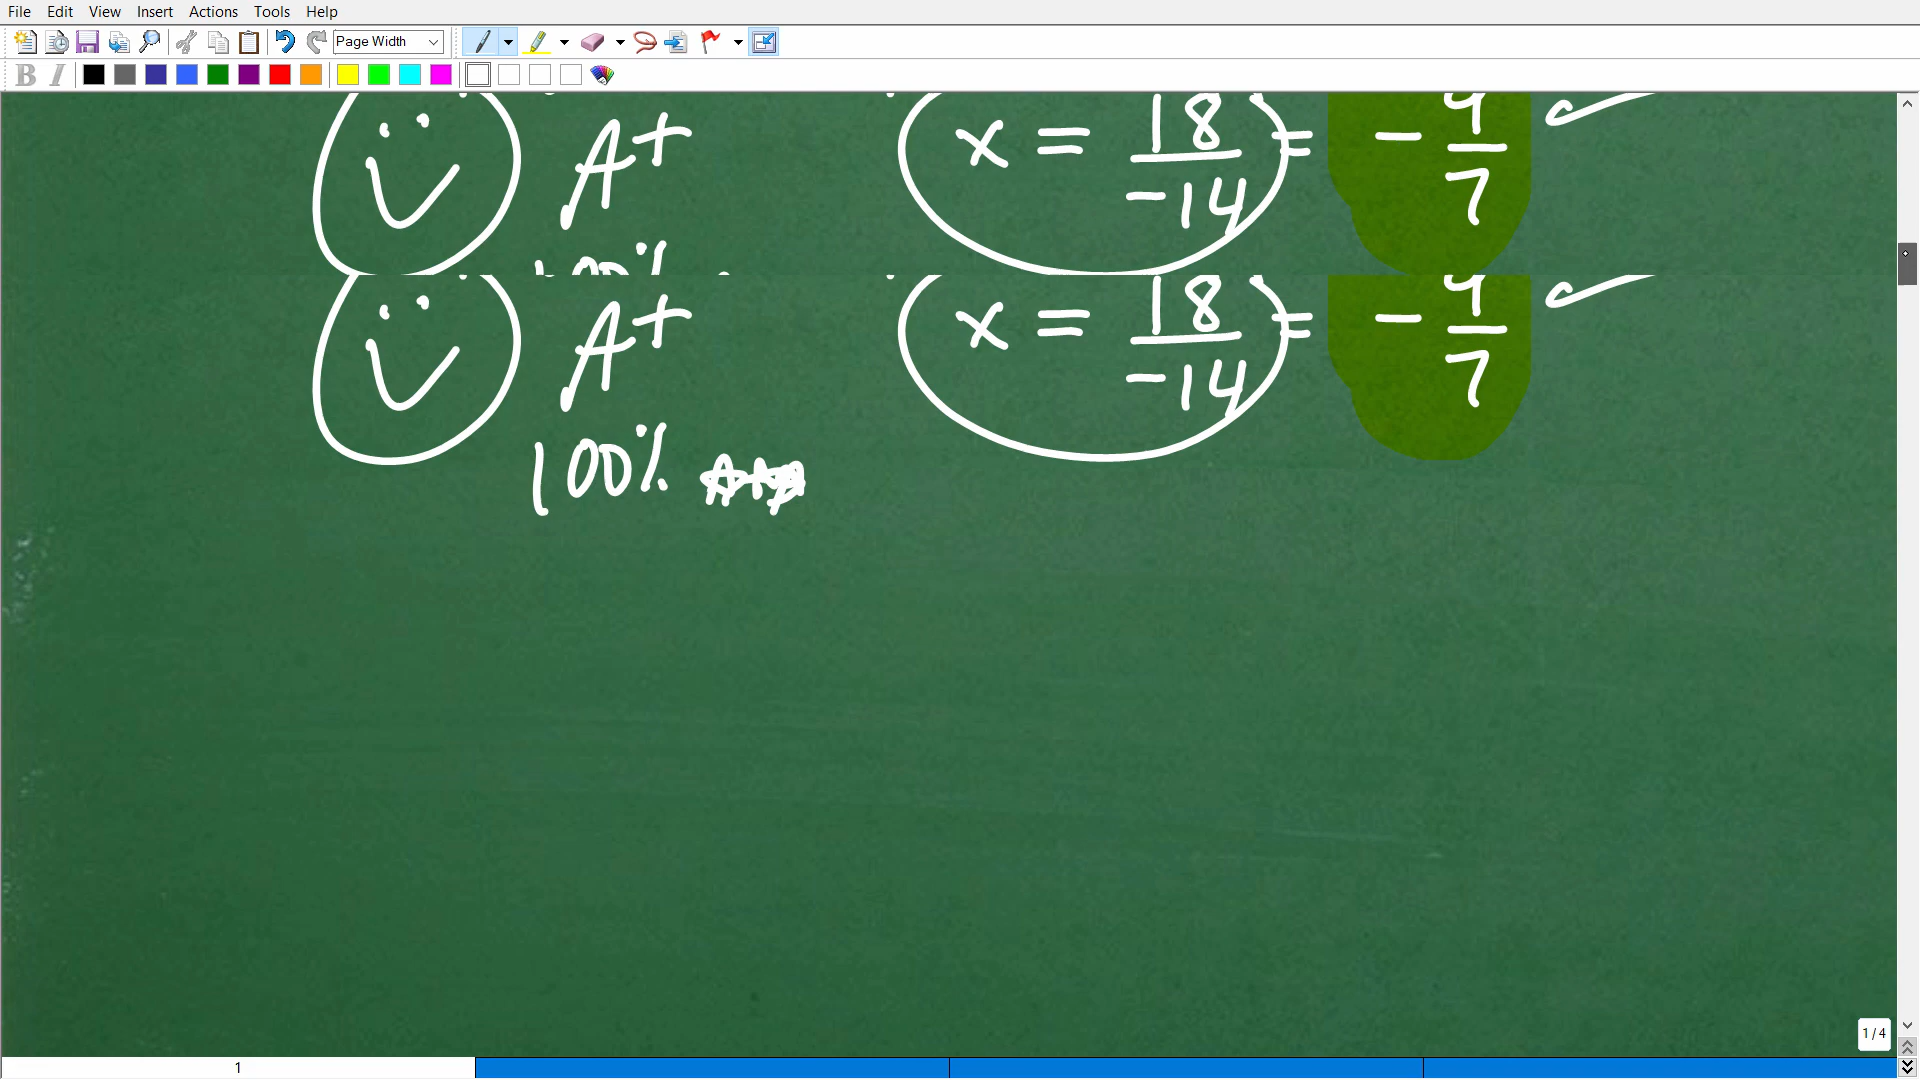 File Edit View Insert Actions Tools Help
Page Width
B I
A+ x = 18/-14 = - 9/7
100%
A+ x = 18/-14 = - 9/7
100%
1 / 4
1